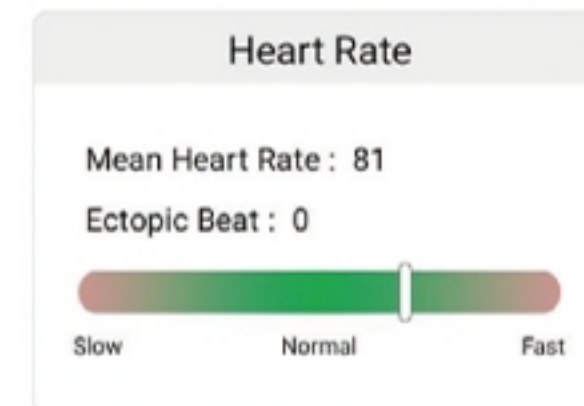 Heart Rate
Mean Heart Rate : 81
Ectopic Beat : 0
Slow Normal Fast